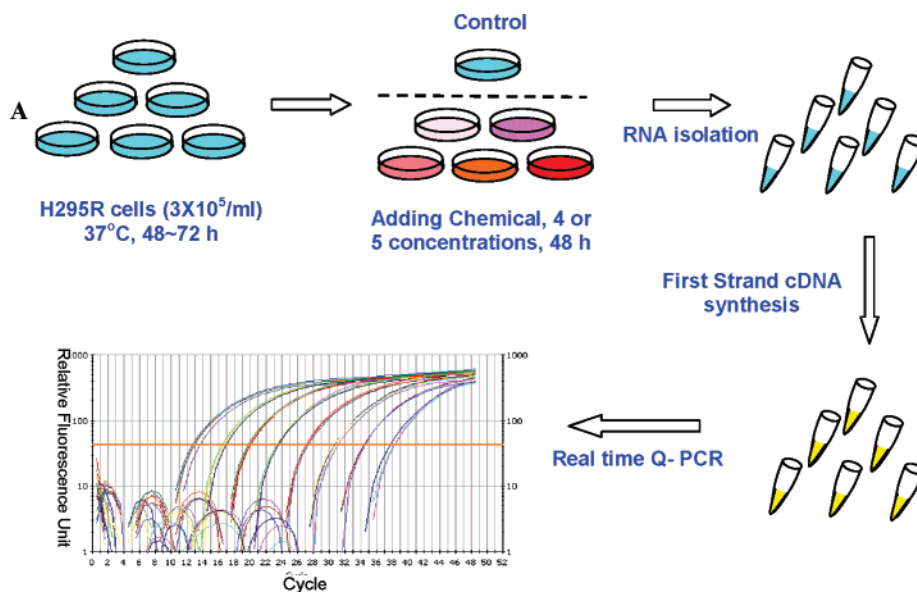 A
H295R cells (3X10⁵/ml)
37°C, 48~72 h
Control
Adding Chemical, 4 or
5 concentrations, 48 h
RNA isolation
First Strand cDNA
synthesis
Real time Q- PCR
Relative Fluorescence Unit
1000
100
10
1
1000
100
10
1
0 2 4 6 8 10 12 14 16 18 20 22 24 26 28 30 32 34 36 38 40 42 44 46 48 50 52
Cycle